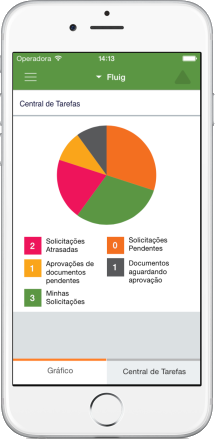 Operadora 14:13
Fluig
Central de Tarefas
2 Solicitações
Atrasadas
0 Solicitações
Pendentes
1 Aprovações de
documentos
pendentes
1 Documentos
aguardando
aprovação
3 Minhas
Solicitações
Gráfico Central de Tarefas